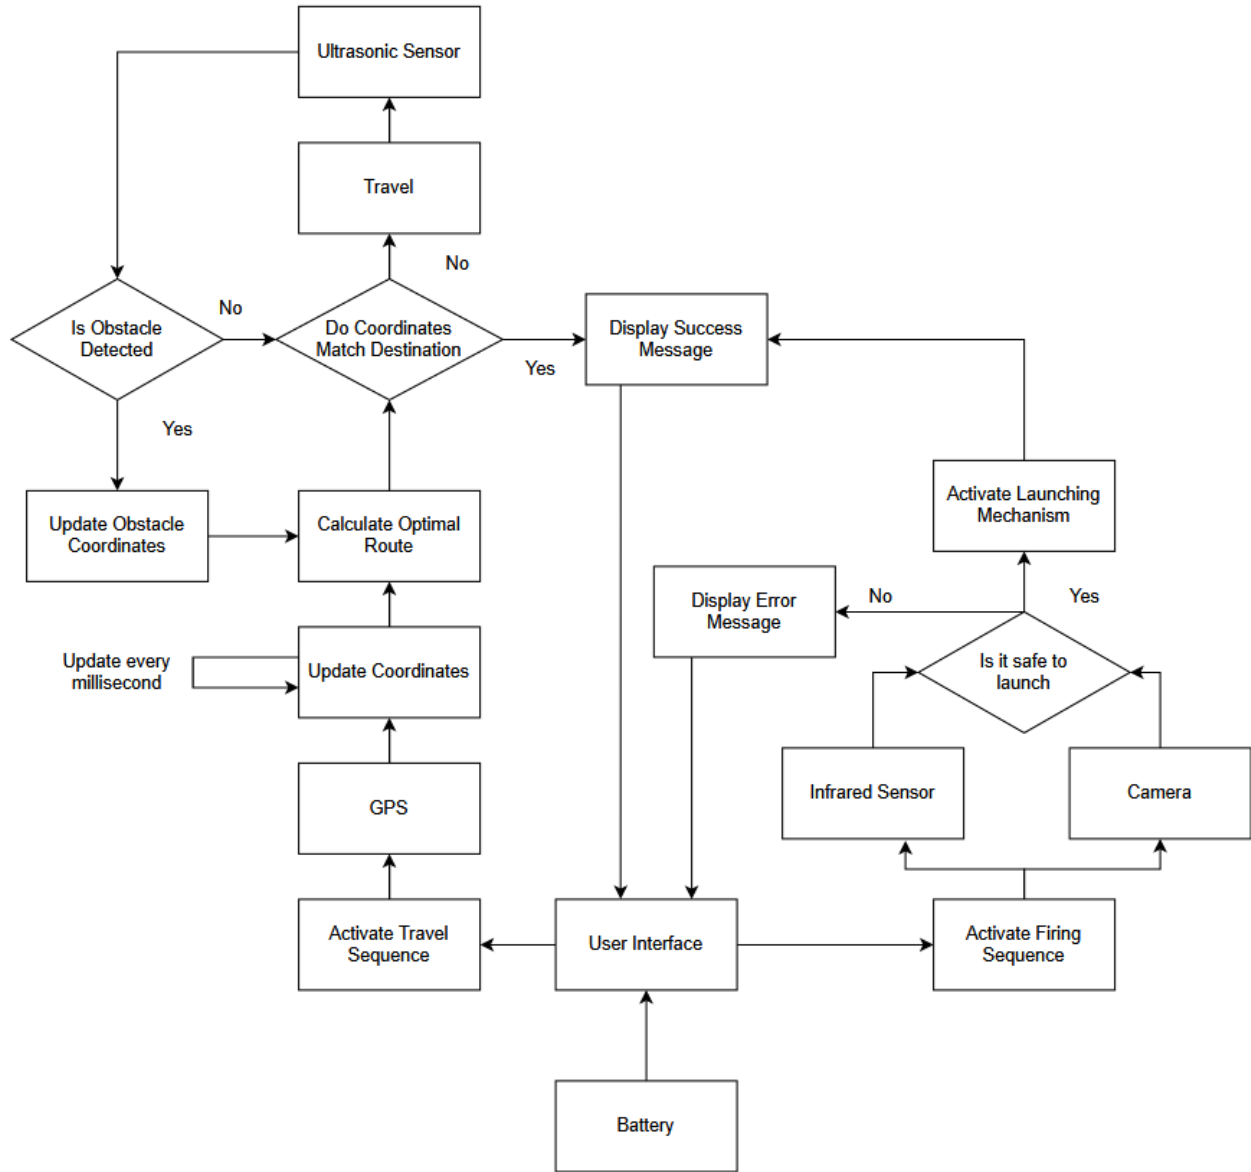 Ultrasonic Sensor
Travel
No
Is Obstacle
Detected
No
Do Coordinates
Match Destination
Yes
Display Success
Message
Yes
Update Obstacle
Coordinates
Calculate Optimal
Route
Activate Launching
Mechanism
Display Error
Message
No
Yes
Update every
millisecond
Update Coordinates
Is it safe to
launch
GPS
Infrared Sensor
Camera
Activate Travel
Sequence
User Interface
Activate Firing
Sequence
Battery